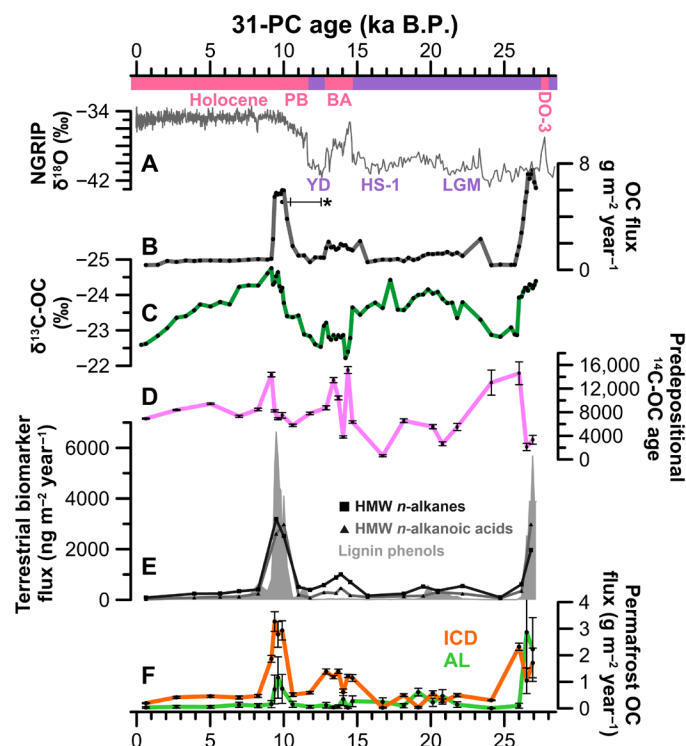 31-PC age (ka B.P.)
0 5 10 15 20 25
Holocene PB BA DO-3
NGRIP
δ¹⁸O (‰)
−34
−42
A
YD HS-1 LGM
OC flux
g m⁻² year⁻¹
8
4
0
*
B
δ¹³C-OC
(‰)
−25
−24
−23
−22
C
Predepositional
¹⁴C-OC age
16,000
12,000
8000
4000
0
D
Terrestrial biomarker
flux (ng m⁻² year⁻¹)
6000
4000
2000
0
E
HMW n-alkanes
HMW n-alkanoic acids
Lignin phenols
Permafrost OC
flux (g m⁻² year⁻¹)
4
3
2
1
0
F
ICD
AL
0 5 10 15 20 25